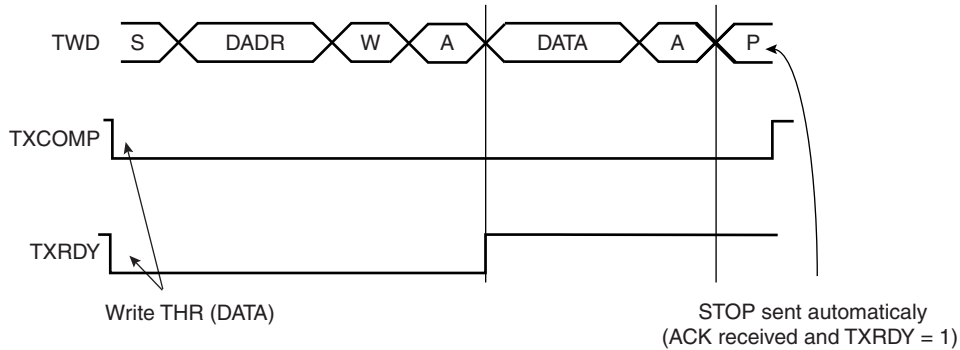 TWD S DADR W A DATA A P
TXCOMP
TXRDY
Write THR (DATA)
STOP sent automaticaly
(ACK received and TXRDY = 1)